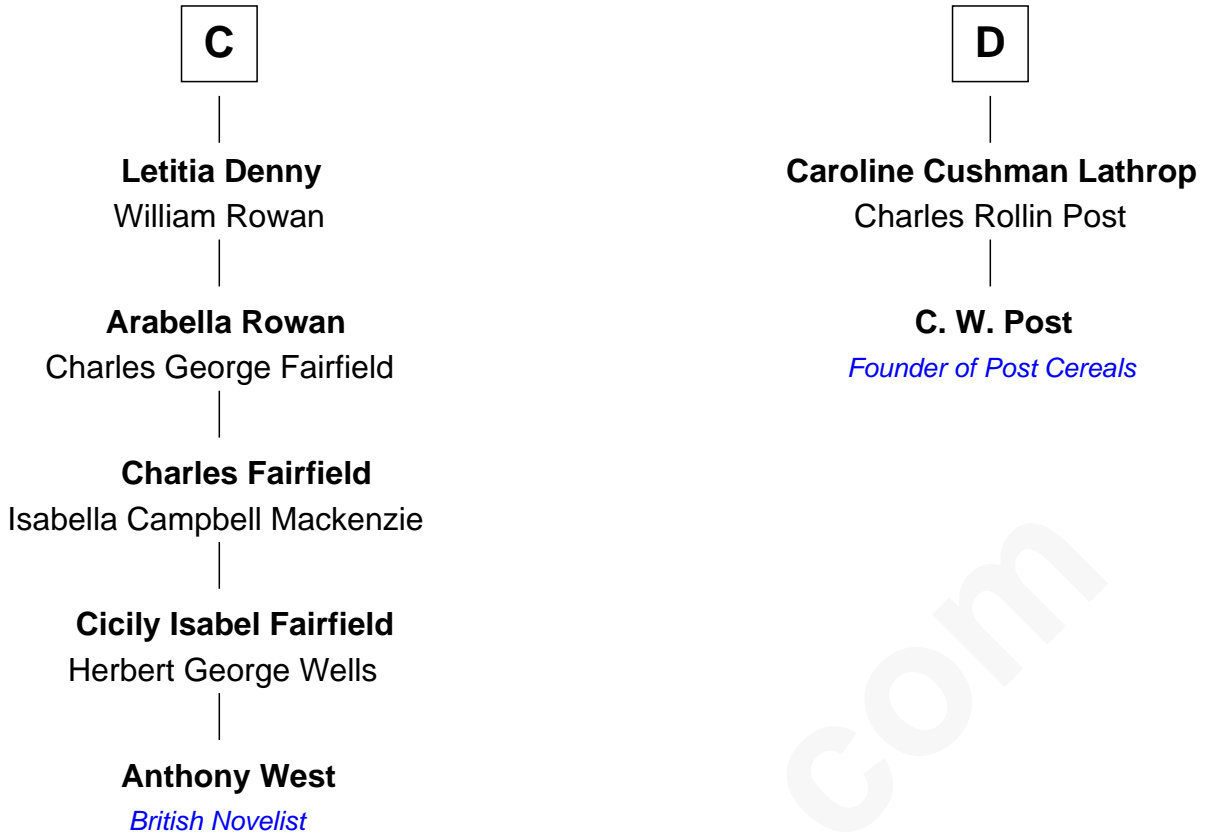 C
Letitia Denny
William Rowan
Arabella Rowan
Charles George Fairfield
Charles Fairfield
Isabella Campbell Mackenzie
Cicily Isabel Fairfield
Herbert George Wells
Anthony West
British Novelist
D
Caroline Cushman Lathrop
Charles Rollin Post
C. W. Post
Founder of Post Cereals
com